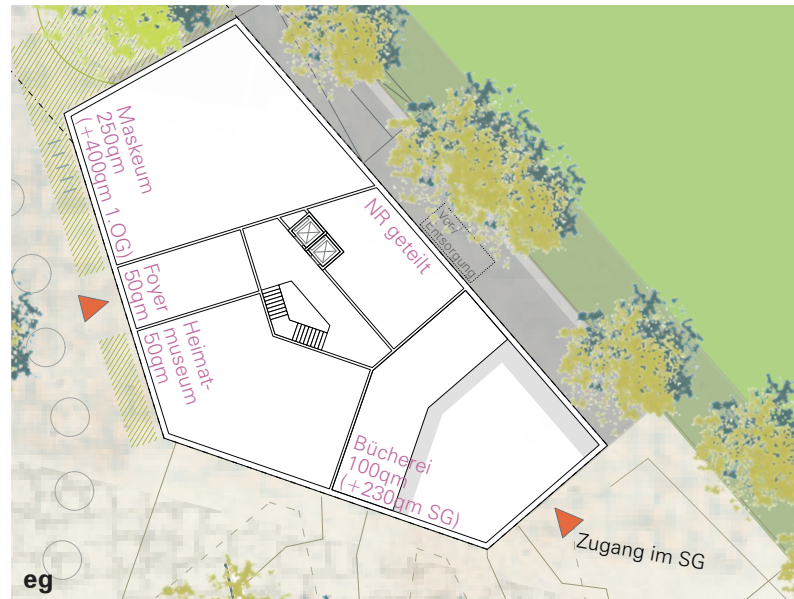 Maskeum
250qm
(+400qm 1.OG)
NR geteilt
Ver-/
Entsorgung
Foyer
50qm
Heimat-
museum
50qm
Bücherei
100qm
(+230qm SG)
Zugang im SG
eg